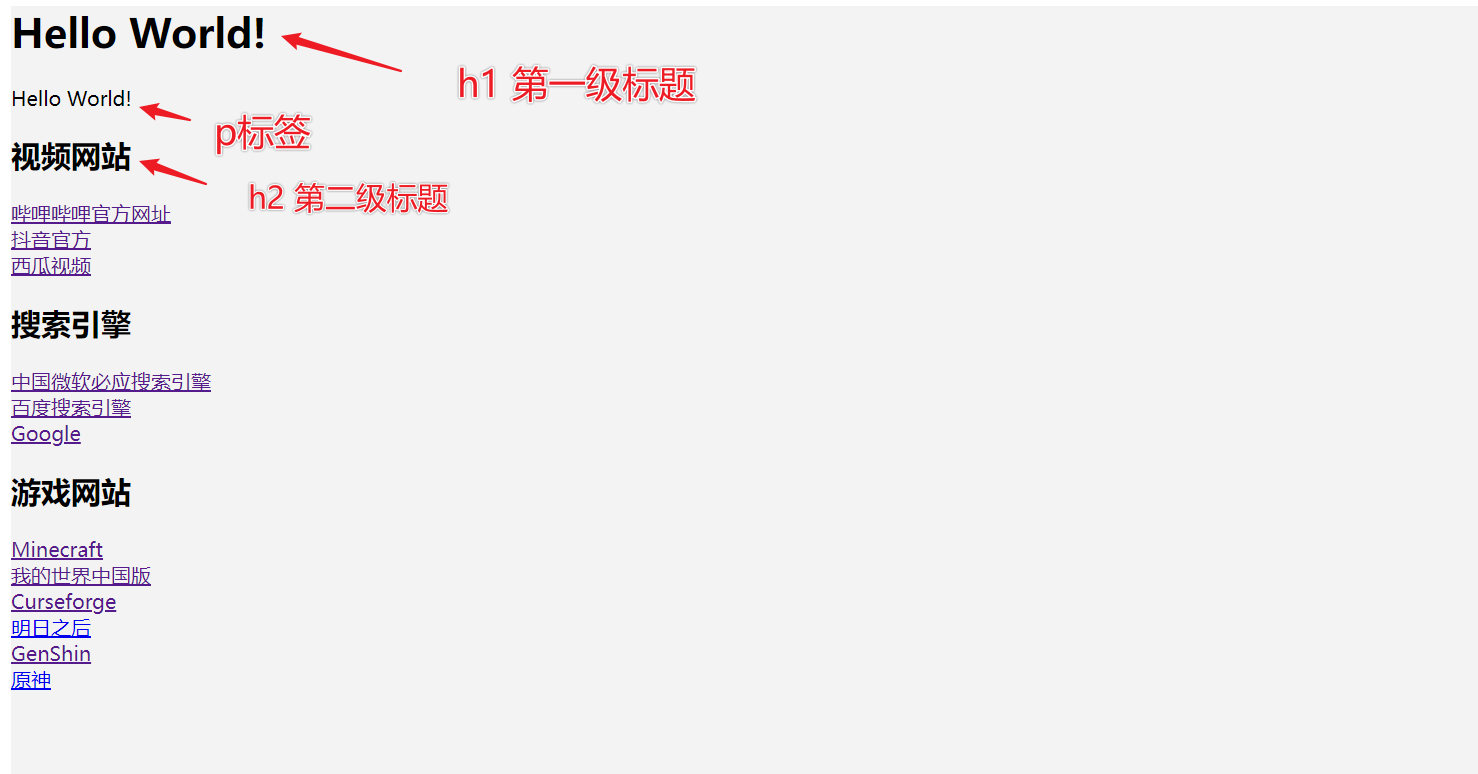 Hello World!
h1 第一级标题
Hello World!
p标签
视频网站
h2 第二级标题
哔哩哔哩官方网址
抖音官方
西瓜视频
搜索引擎
中国微软必应搜索引擎
百度搜索引擎
Google
游戏网站
Minecraft
我的世界中国版
Curseforge
明日之后
GenShin
原神